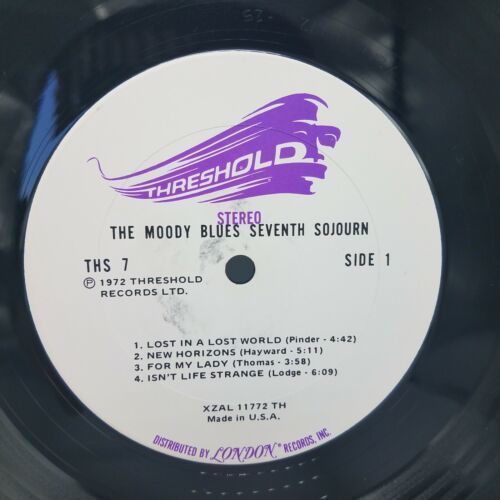 THRESHOLD
STEREO
THE MOODY BLUES SEVENTH SOJOURN
THS 7
SIDE 1
℗ 1972 THRESHOLD
RECORDS LTD.
1. LOST IN A LOST WORLD (Pinder - 4:42)
2. NEW HORIZONS (Hayward - 5:11)
3. FOR MY LADY (Thomas - 3:58)
4. ISN'T LIFE STRANGE (Lodge - 6:09)
XZAL 11772 TH
Made in U.S.A.
DISTRIBUTED BY LONDON® RECORDS, INC.